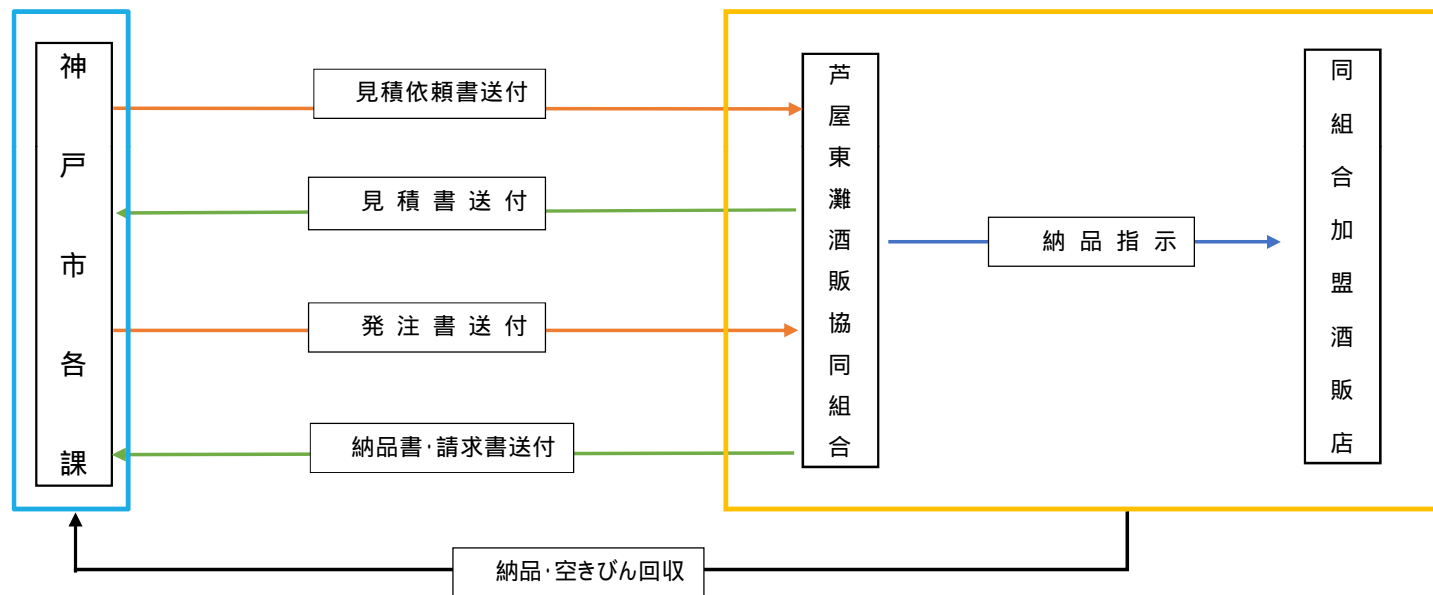 神戸市各課
見積依頼書送付
見積書送付
発注書送付
納品書・請求書送付
芦屋東灘酒販協同組合
納品指示
同組合加盟酒販店
納品・空きびん回収